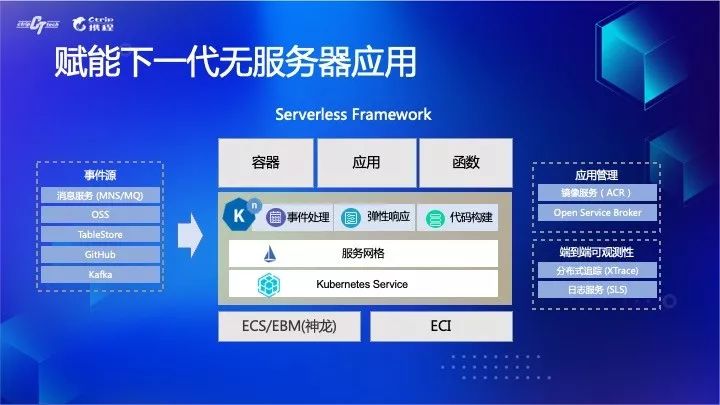 ctrip tech
Ctrip
携程
赋能下一代无服务器应用
Serverless Framework
容器
应用
函数
事件源
消息服务 (MNS/MQ)
OSS
TableStore
GitHub
Kafka
K n
事件处理
弹性响应
代码构建
服务网格
Kubernetes Service
ECS/EBM(神龙)
ECI
应用管理
镜像服务（ACR）
Open Service Broker
端到端可观测性
分布式追踪 (XTrace)
日志服务 (SLS)